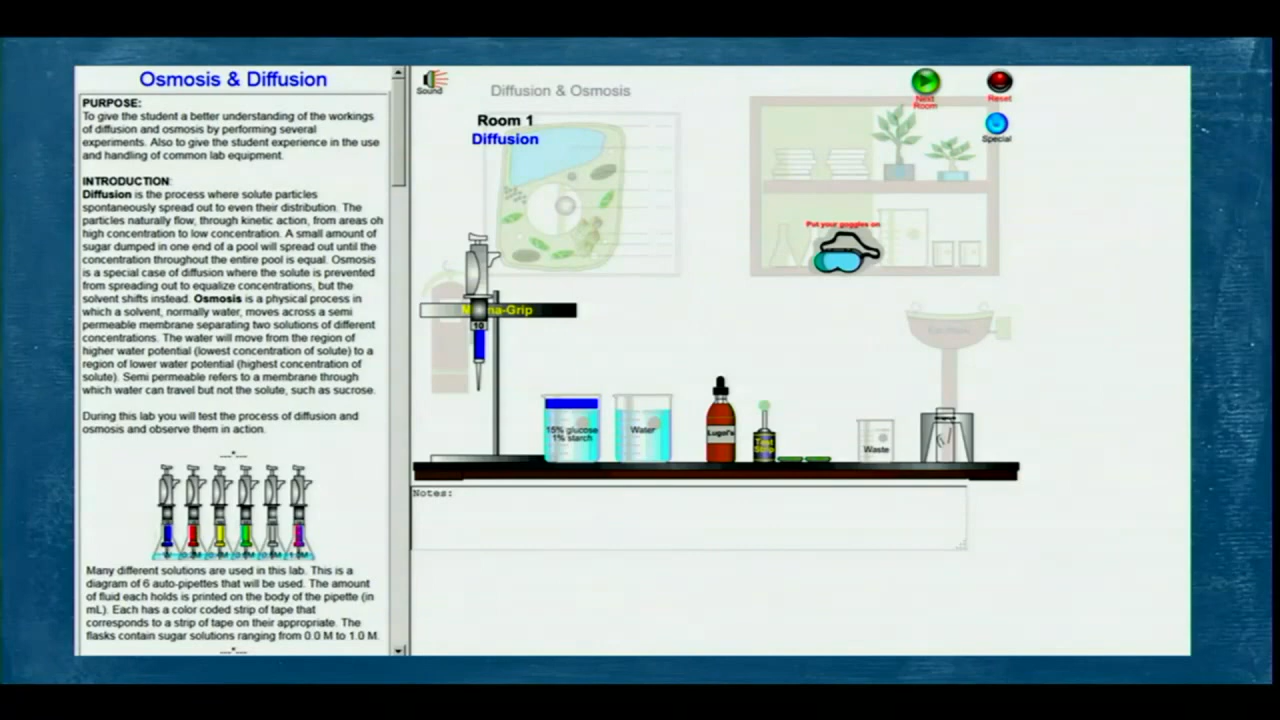 Osmosis & Diffusion
PURPOSE:
To give the student a better understanding of the workings
of diffusion and osmosis by performing several
experiments. Also to give the student experience in the use
and handling of common lab equipment.
INTRODUCTION:
Diffusion is the process where solute particles
spontaneously spread out to even their distribution. The
particles naturally flow, through kinetic action, from areas oh
high concentration to low concentration. A small amount of
sugar dumped in one end of a pool will spread out until the
concentration throughout the entire pool is equal. Osmosis
is a special case of diffusion where the solute is prevented
from spreading out to equalize concentrations, but the
solvent shifts instead. Osmosis is a physical process in
which a solvent, normally water, moves across a semi
permeable membrane separating two solutions of different
concentrations. The water will move from the region of
higher water potential (lowest concentration of solute) to a
region of lower water potential (highest concentration of
solute). Semi permeable refers to a membrane through
which water can travel but not the solute, such as sucrose.
During this lab you will test the process of diffusion and
osmosis and observe them in action.
Many different solutions are used in this lab. This is a
diagram of 6 auto-pipettes that will be used. The amount
of fluid each holds is printed on the body of the pipette (in
mL). Each has a color coded strip of tape that
corresponds to a strip of tape on their appropriate. The
flasks contain sugar solutions ranging from 0.0 M to 1.0 M.
Sound
Diffusion & Osmosis
Room 1
Diffusion
Next
Room
Reset
Special
Put your goggles on
-Grip
10
15% glucose
1% starch
Water
Lugol's
Test
Strip
Waste
Notes: